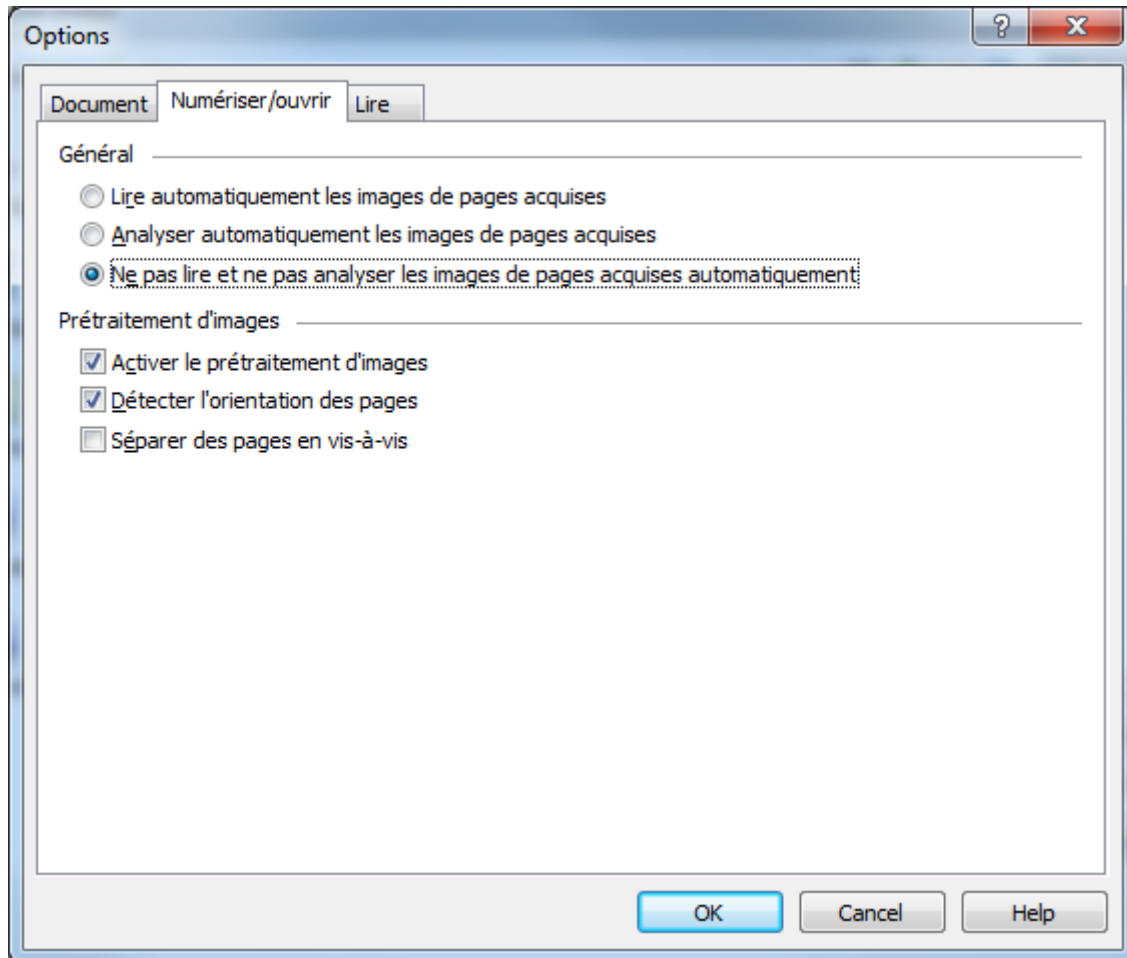 Options
Document Numériser/ouvrir Lire
Général
Lire automatiquement les images de pages acquises
Analyser automatiquement les images de pages acquises
Ne pas lire et ne pas analyser les images de pages acquises automatiquement
Prétraitement d'images
Activer le prétraitement d'images
Détecter l'orientation des pages
Séparer des pages en vis-à-vis
OK Cancel Help